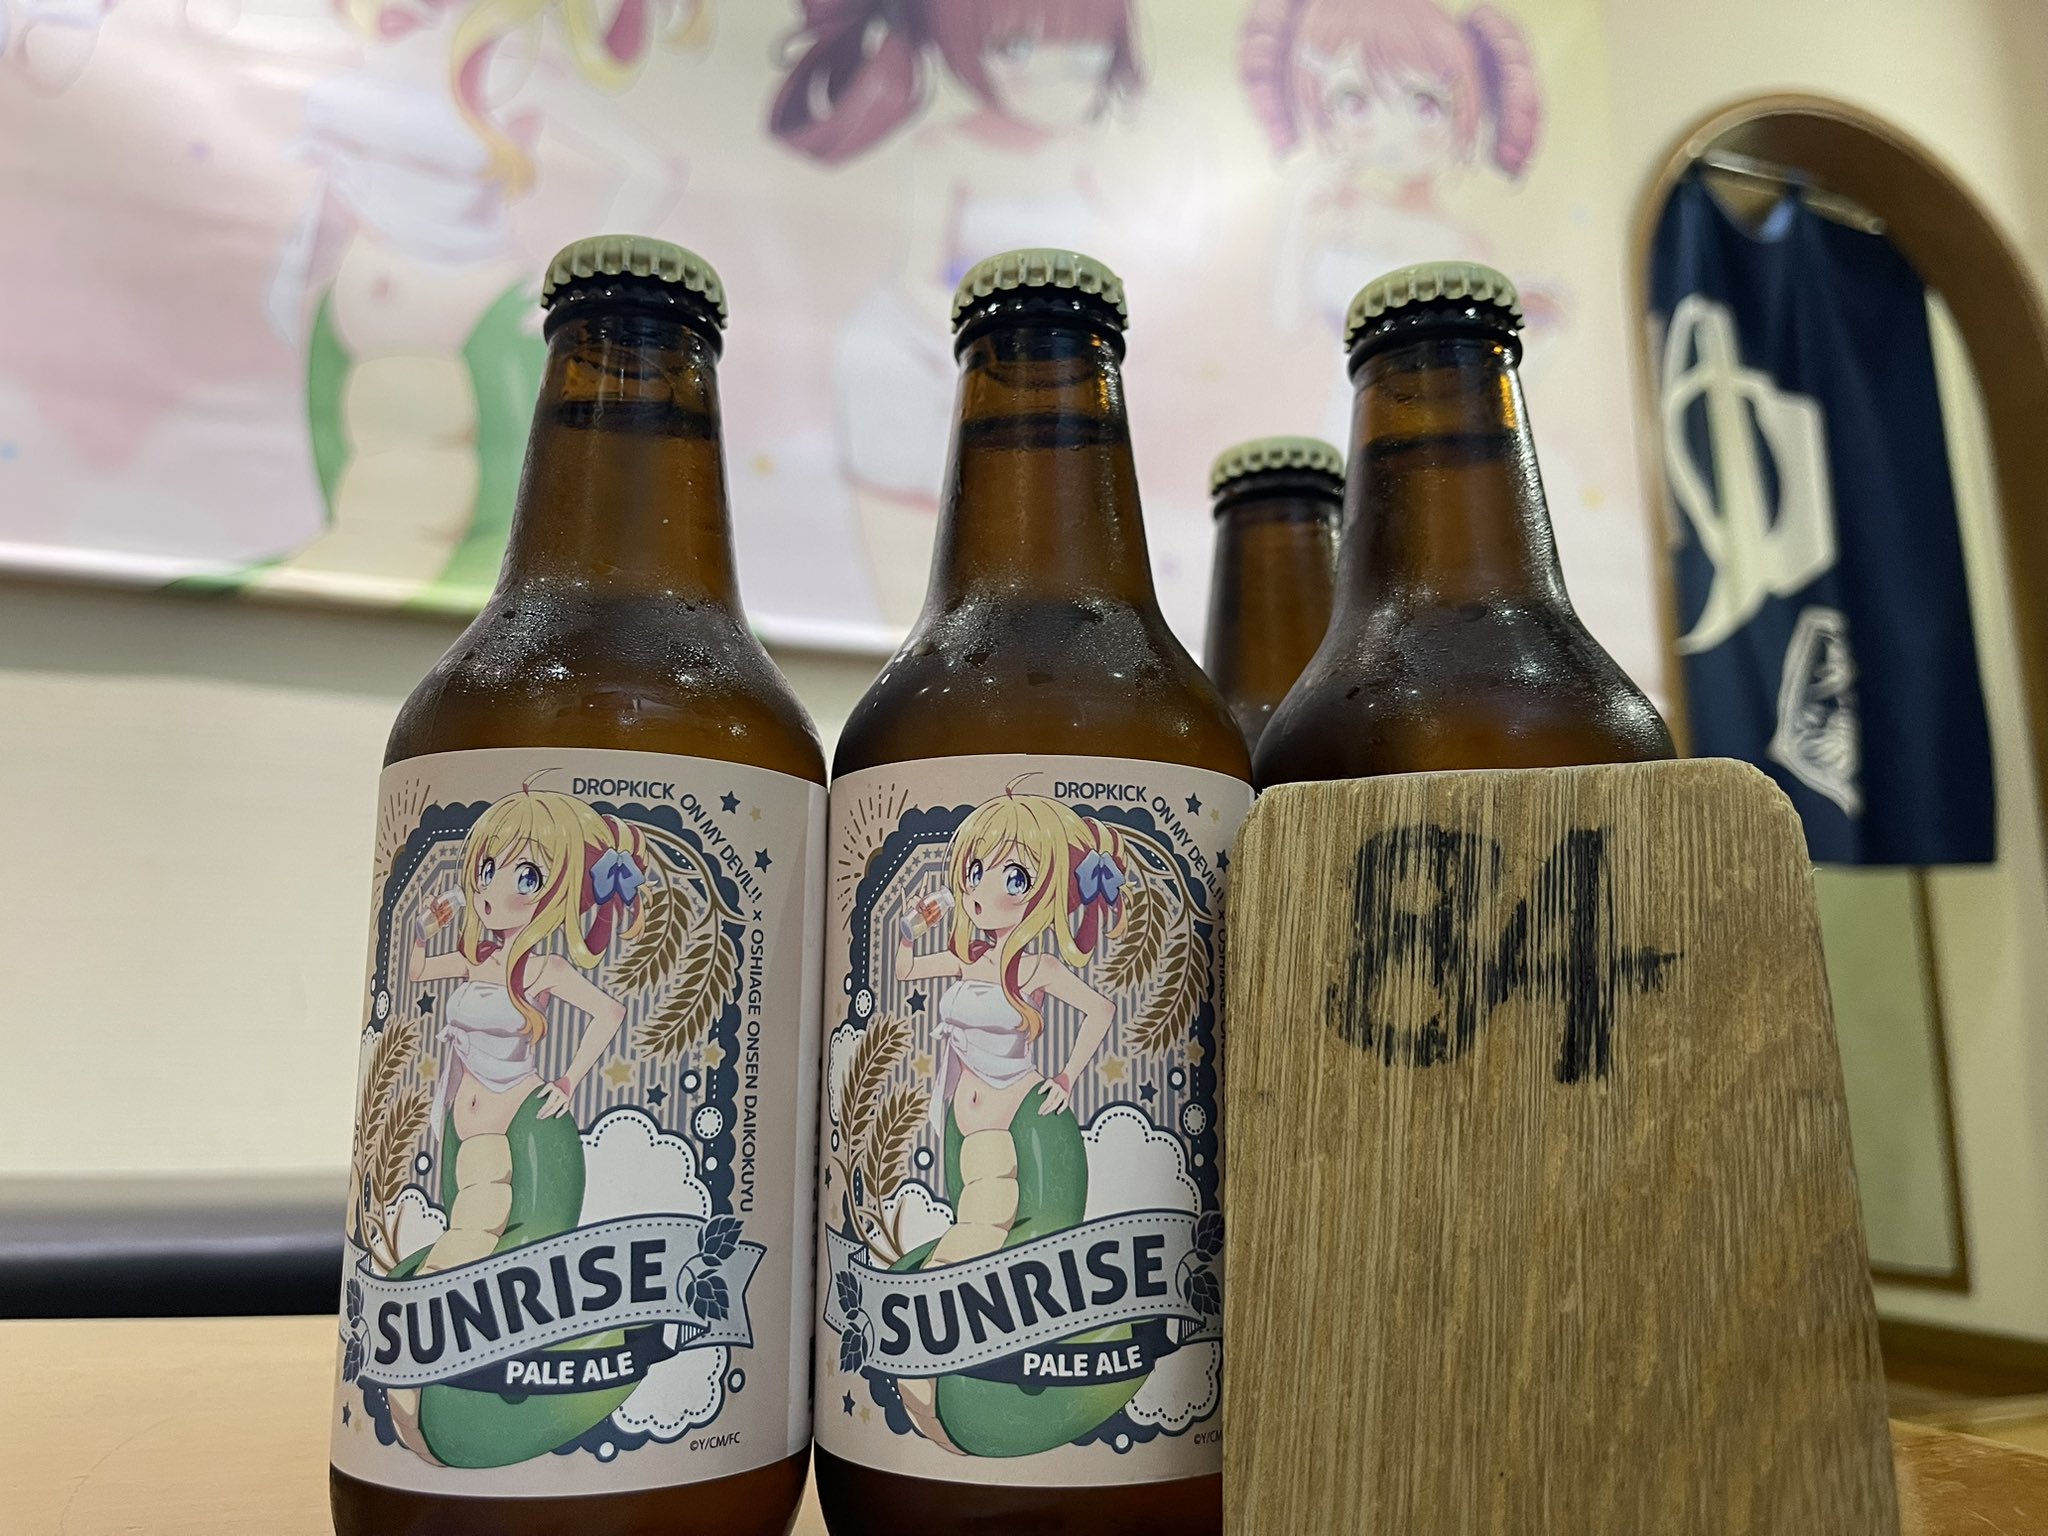 DROPKICK ON MY DEVIL!! × OSHIAGE ONSEN DAIKOKUYU
SUNRISE
PALE ALE
©Y/CM/FC
DROPKICK ON MY DEVIL!! ×
SUNRISE
PALE ALE
©Y/CM
84